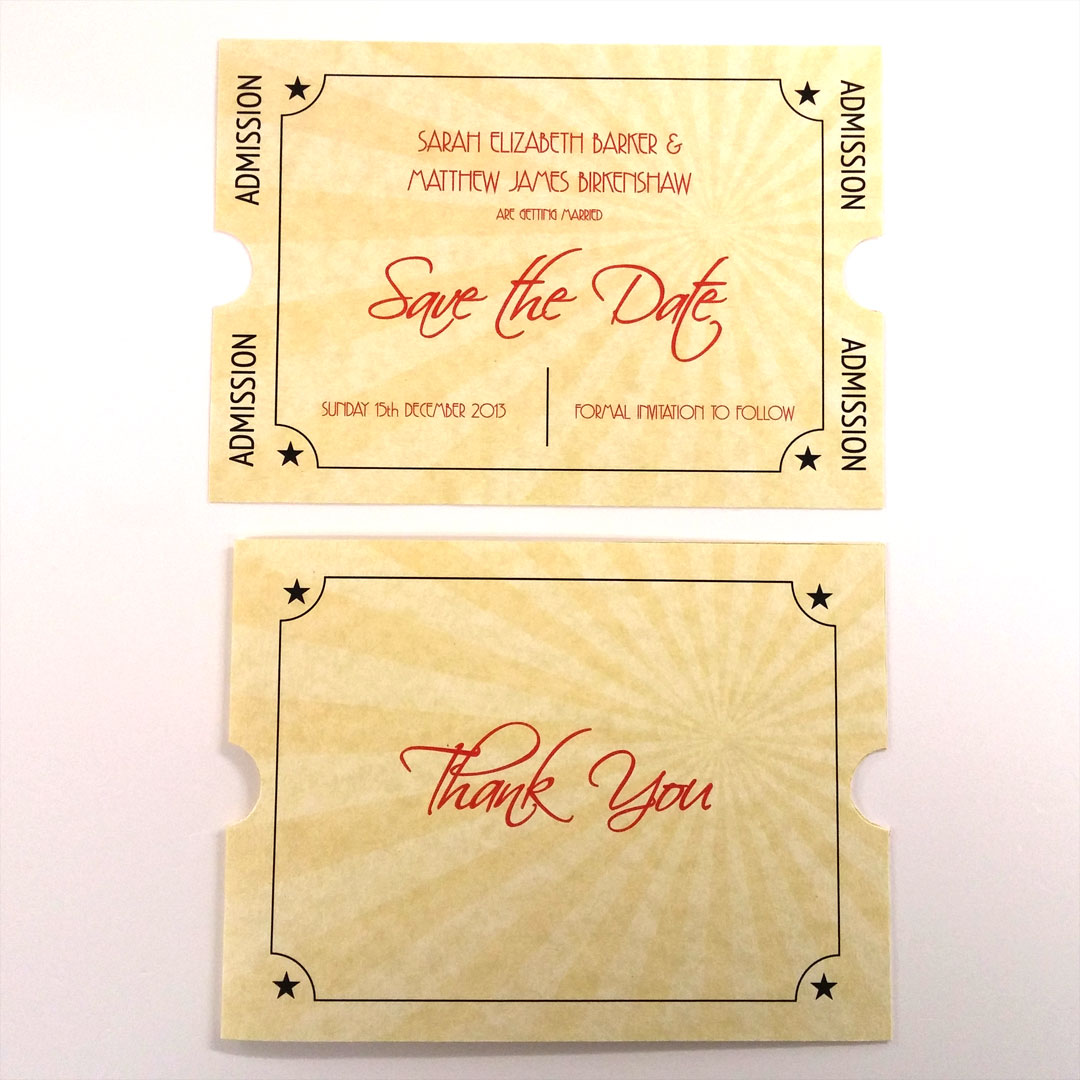 ADMISSION
ADMISSION
SARAH ELIZABETH BARKER &
MATTHEW JAMES BIRKENSHAW
ARE GETTING MARRIED
Save the Date
SUNDAY 15th DECEMBER 2013
FORMAL INVITATION TO FOLLOW
ADMISSION
ADMISSION
Thank You